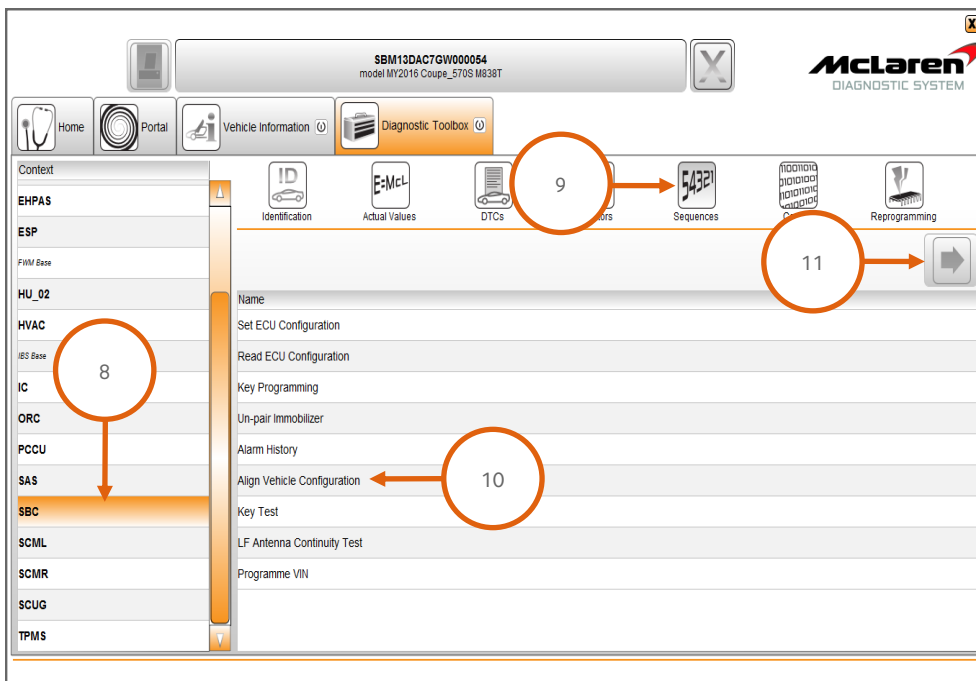 X
SBM13DAC7GW000054
model MY2016 Coupe_570S M838T
McLaren
DIAGNOSTIC SYSTEM
Home
Portal
Vehicle Information
Diagnostic Toolbox
Context
EHPAS
ESP
FWM Base
HU_02
HVAC
IBS Base
IC
ORC
PCCU
SAS
SBC
SCML
SCMR
SCUG
TPMS
ID
Identification
E:McL
Actual Values
DTCs
54321
Sequences
Reprogramming
Name
Set ECU Configuration
Read ECU Configuration
Key Programming
Un-pair Immobilizer
Alarm History
Align Vehicle Configuration
Key Test
LF Antenna Continuity Test
Programme VIN
8
9
10
11